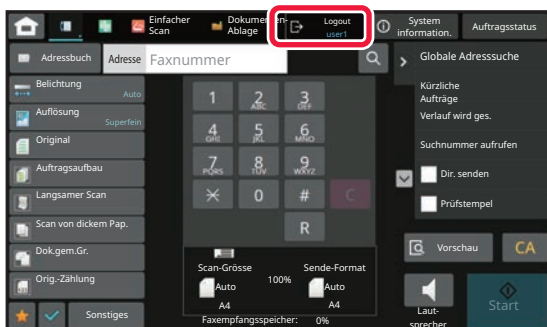 Einfacher
Scan
Dokumenten-
Ablage
Logout
user1
System
information.
Auftragsstatus
Adressbuch
Adresse
Faxnummer
Globale Adresssuche
Belichtung
Auto
Auflösung
Superfein
Original
Auftragsaufbau
Langsamer Scan
Scan von dickem Pap.
Dok.gem.Gr.
Orig.-Zählung
Sonstiges
1
2 ABC
3 DEF
4 GHI
5 JKL
6 MNO
7 PQRS
8 TUV
9 WXYZ
0
#
C
R
Kürzliche
Aufträge
Verlauf wird ges.
Suchnummer aufrufen
Dir. senden
Prüfstempel
Vorschau
CA
Scan-Grösse
Sende-Format
Auto
100%
Auto
A4
A4
Faxempfangsspeicher: 0%
Laut-
sprecher
Start